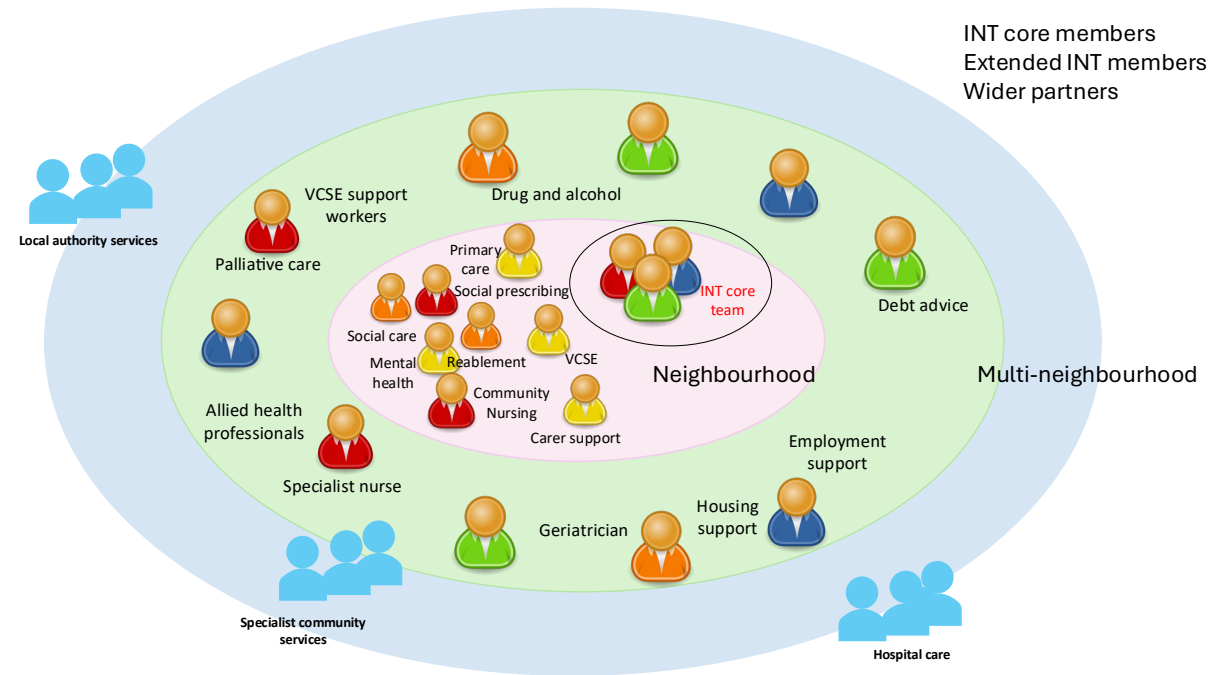 INT core members
Extended INT members
Wider partners
VCSE support
workers
Drug and alcohol
Local authority services
Palliative care
Primary
care
Social prescribing
INT core
team
Debt advice
Social care
Mental
health
Reablement
VCSE
Neighbourhood
Multi-neighbourhood
Community
Nursing
Carer support
Allied health
professionals
Employment
support
Specialist nurse
Housing
support
Geriatrician
Specialist community
services
Hospital care